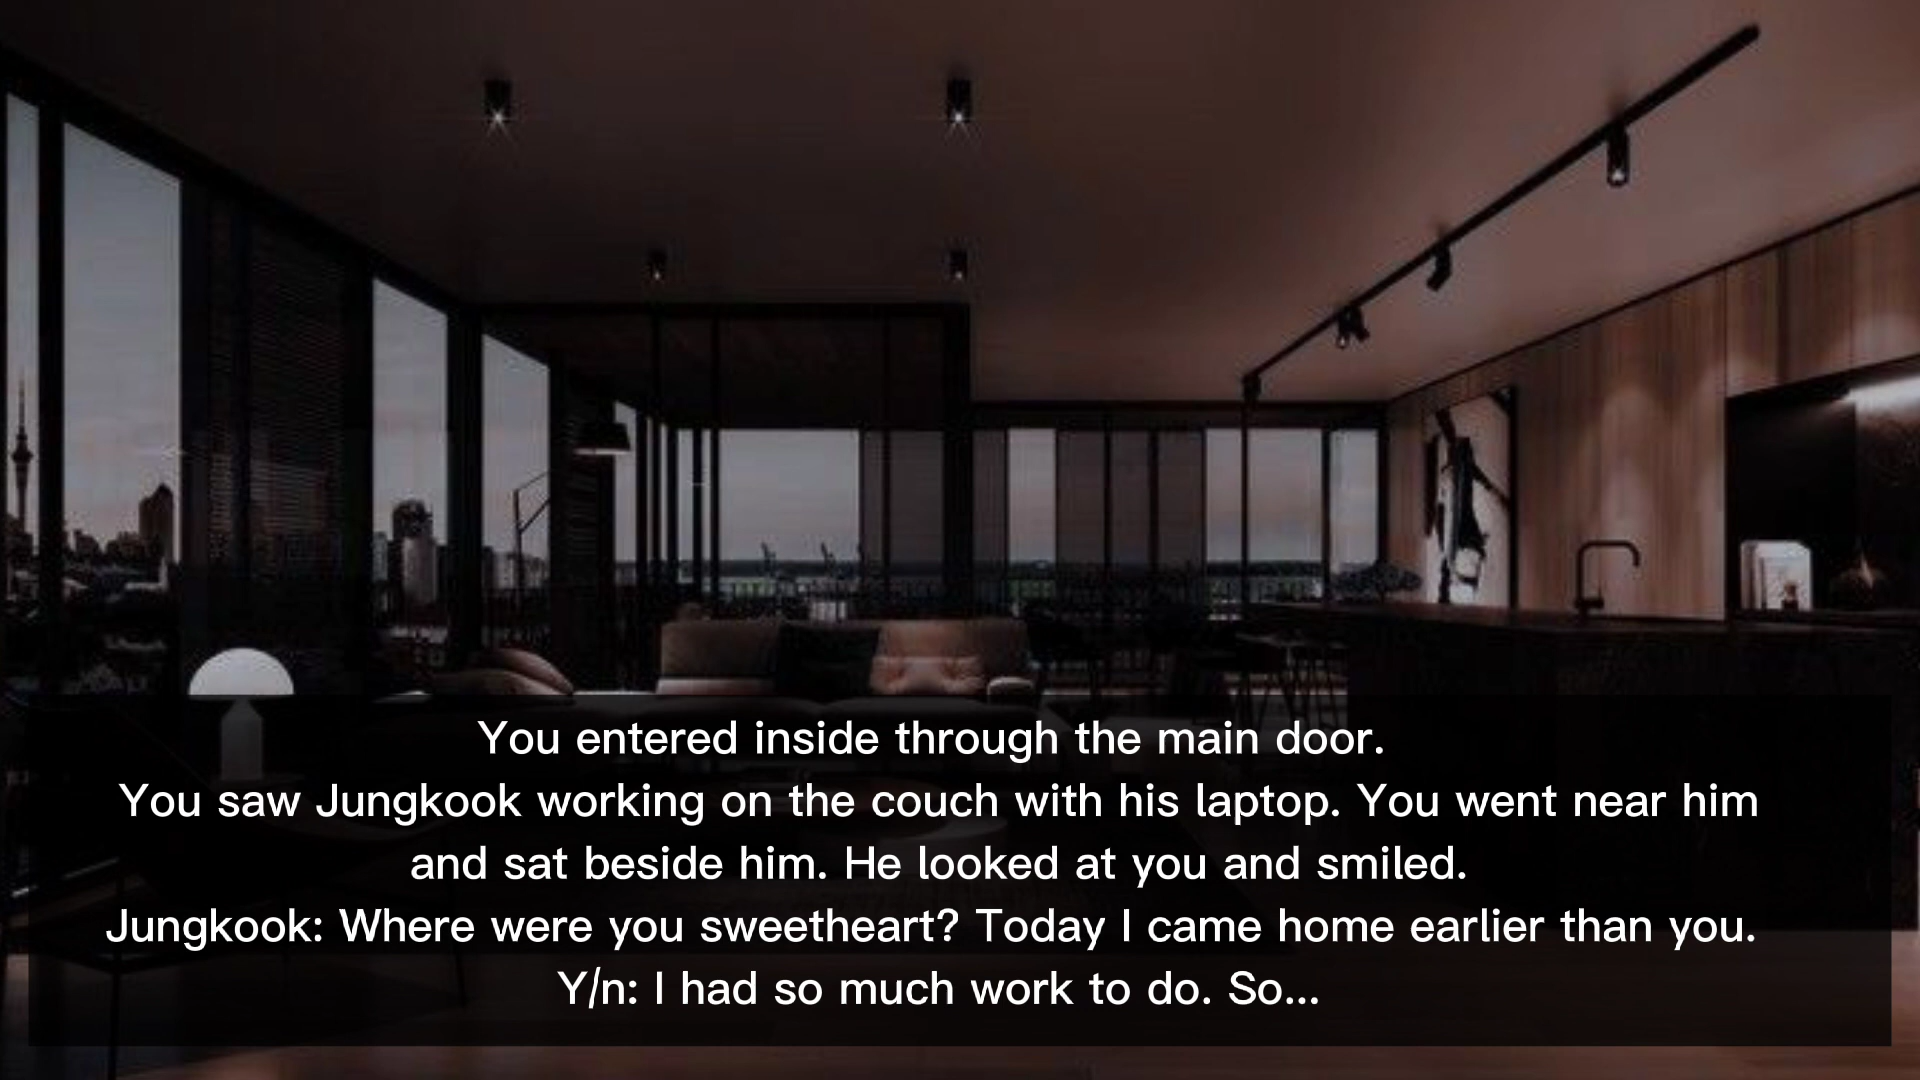 You entered inside through the main door.
You saw Jungkook working on the couch with his laptop. You went near him
and sat beside him. He looked at you and smiled.
Jungkook: Where were you sweetheart? Today I came home earlier than you.
Y/n: I had so much work to do. So...